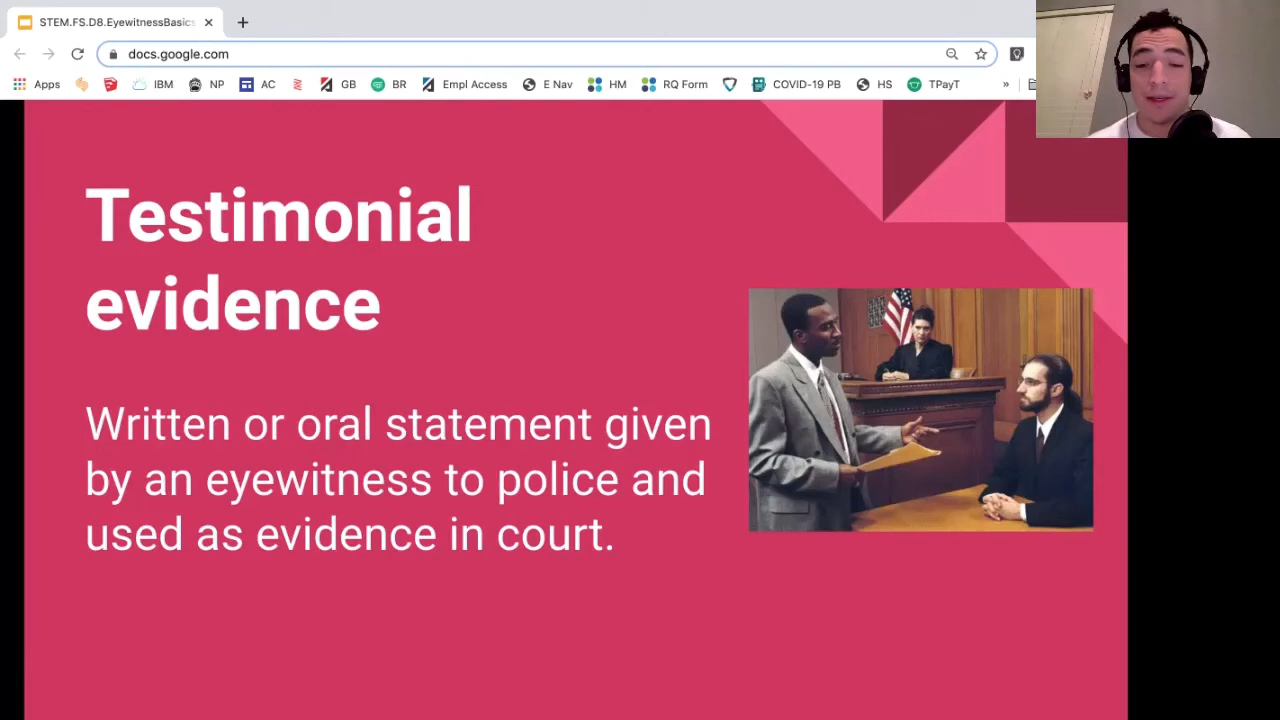 STEM.FS.D8.EyewitnessBasics
docs.google.com
Apps IBM NP AC GB BR Empl Access E Nav HM RQ Form COVID-19 PB HS TPayT »
Testimonial
evidence
Written or oral statement given
by an eyewitness to police and
used as evidence in court.